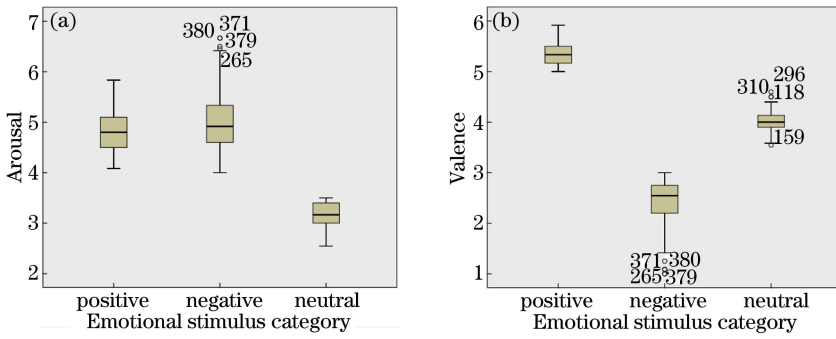 (a)
Arousal
7
6
5
4
3
2
371
380
379
265
positive negative neutral
Emotional stimulus category
(b)
Valence
6
5
4
3
2
1
296
310 118
159
371 380
265 379
positive negative neutral
Emotional stimulus category